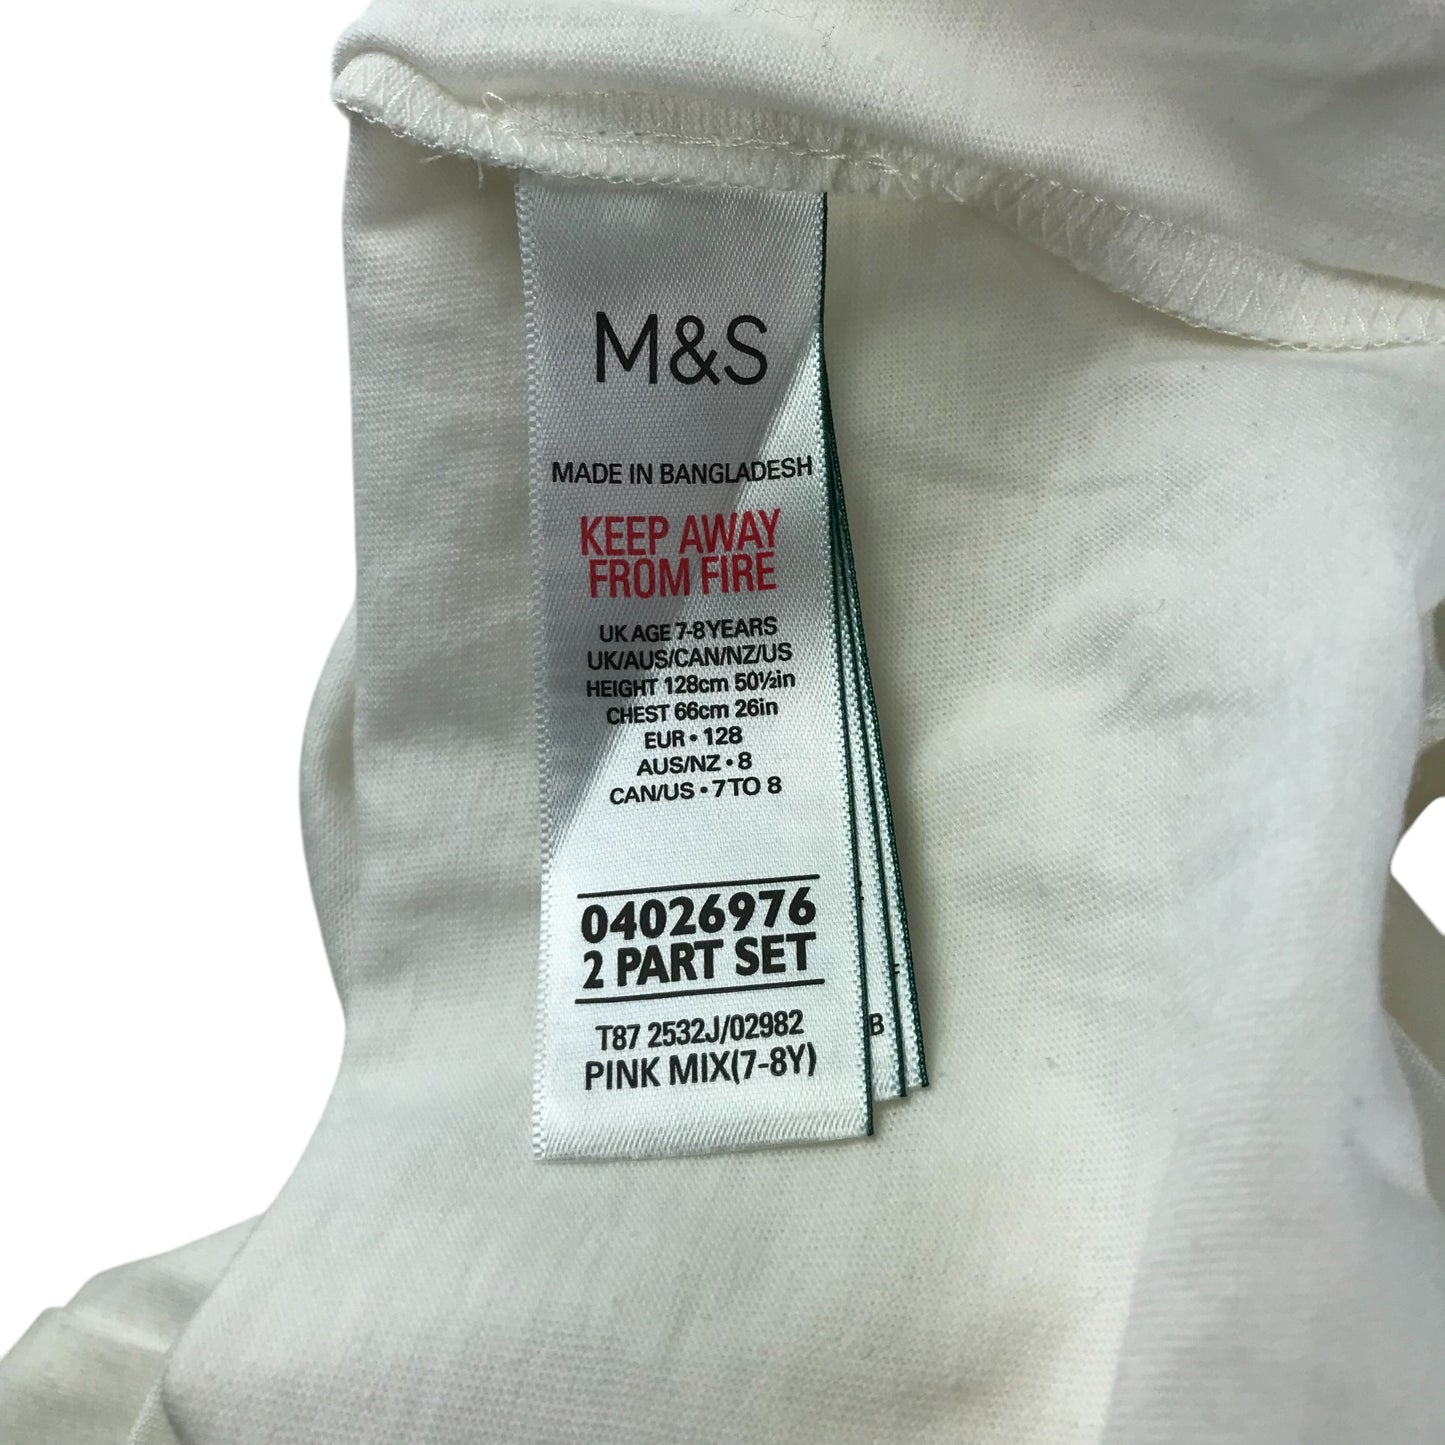 M&S
MADE IN BANGLADESH
KEEP AWAY
FROM FIRE
UK AGE 7-8 YEARS
UK/AUS/CAN/NZ/US
HEIGHT 128cm 50½in
CHEST 66cm 26in
EUR • 128
AUS/NZ • 8
CAN/US • 7 TO 8
04026976
2 PART SET
T87 2532J/02982
PINK MIX(7-8Y)
B